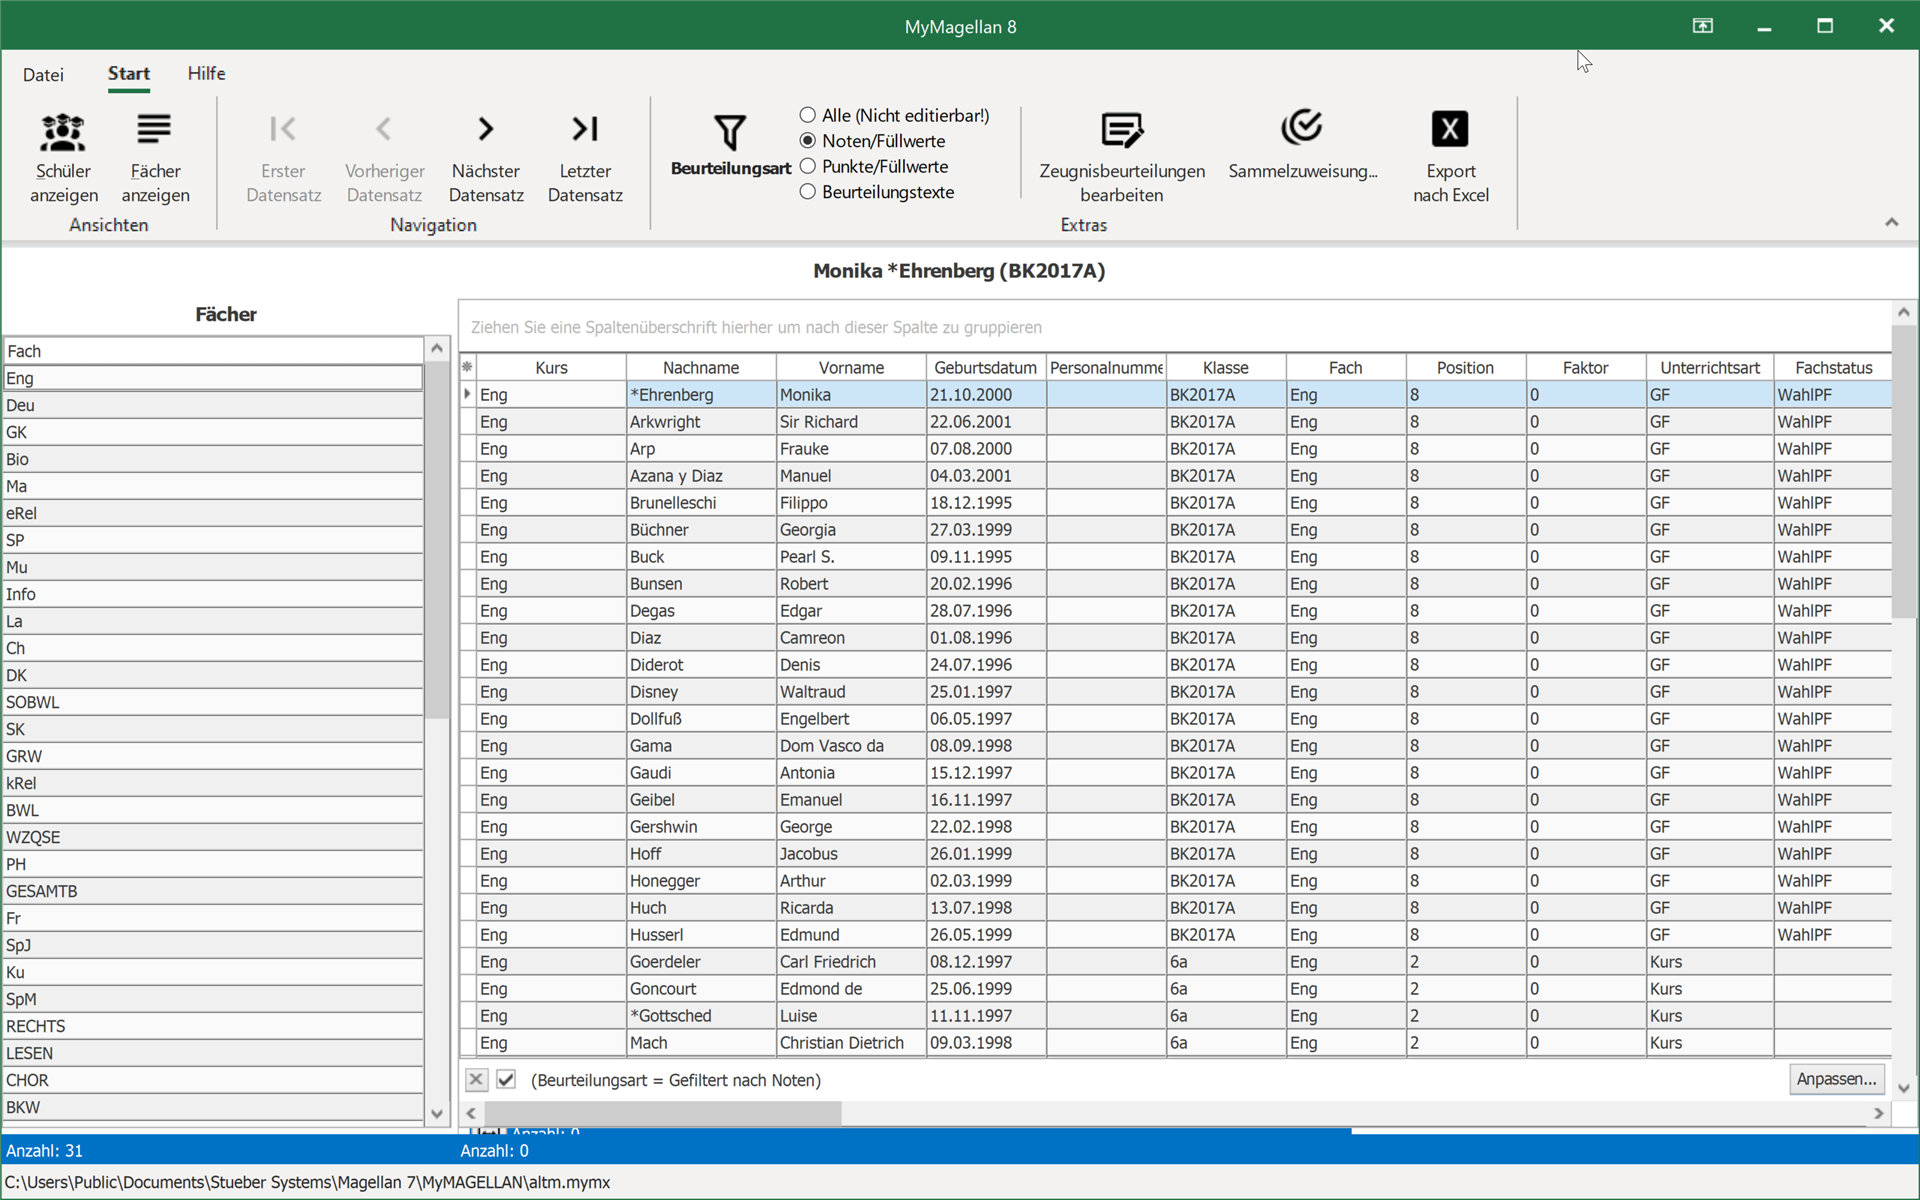 MyMagellan 8
Datei Start Hilfe
Schüler anzeigen
Fächer anzeigen
Ansichten
Erster Datensatz
Vorheriger Datensatz
Nächster Datensatz
Letzter Datensatz
Navigation
Beurteilungsart
Alle (Nicht editierbar!)
Noten/Füllwerte
Punkte/Füllwerte
Beurteilungstexte
Zeugnisbeurteilungen bearbeiten
Sammelzuweisung...
Export nach Excel
Extras
Monika *Ehrenberg (BK2017A)
Fächer
Fach
Eng
Deu
GK
Bio
Ma
eRel
SP
Mu
Info
La
Ch
DK
SOBWL
SK
GRW
kRel
BWL
WZQSE
PH
GESAMTB
Fr
SpJ
Ku
SpM
RECHTS
LESEN
CHOR
BKW
Ziehen Sie eine Spaltenüberschrift hierher um nach dieser Spalte zu gruppieren
Kurs Nachname Vorname Geburtsdatum Personalnumme Klasse Fach Position Faktor Unterrichtsart Fachstatus
Eng *Ehrenberg Monika 21.10.2000 BK2017A Eng 8 0 GF WahlPF
Eng Arkwright Sir Richard 22.06.2001 BK2017A Eng 8 0 GF WahlPF
Eng Arp Frauke 07.08.2000 BK2017A Eng 8 0 GF WahlPF
Eng Azana y Diaz Manuel 04.03.2001 BK2017A Eng 8 0 GF WahlPF
Eng Brunelleschi Filippo 18.12.1995 BK2017A Eng 8 0 GF WahlPF
Eng Büchner Georgia 27.03.1999 BK2017A Eng 8 0 GF WahlPF
Eng Buck Pearl S. 09.11.1995 BK2017A Eng 8 0 GF WahlPF
Eng Bunsen Robert 20.02.1996 BK2017A Eng 8 0 GF WahlPF
Eng Degas Edgar 28.07.1996 BK2017A Eng 8 0 GF WahlPF
Eng Diaz Camreon 01.08.1996 BK2017A Eng 8 0 GF WahlPF
Eng Diderot Denis 24.07.1996 BK2017A Eng 8 0 GF WahlPF
Eng Disney Waltraud 25.01.1997 BK2017A Eng 8 0 GF WahlPF
Eng Dollfuß Engelbert 06.05.1997 BK2017A Eng 8 0 GF WahlPF
Eng Gama Dom Vasco da 08.09.1998 BK2017A Eng 8 0 GF WahlPF
Eng Gaudi Antonia 15.12.1997 BK2017A Eng 8 0 GF WahlPF
Eng Geibel Emanuel 16.11.1997 BK2017A Eng 8 0 GF WahlPF
Eng Gershwin George 22.02.1998 BK2017A Eng 8 0 GF WahlPF
Eng Hoff Jacobus 26.01.1999 BK2017A Eng 8 0 GF WahlPF
Eng Honegger Arthur 02.03.1999 BK2017A Eng 8 0 GF WahlPF
Eng Huch Ricarda 13.07.1998 BK2017A Eng 8 0 GF WahlPF
Eng Husserl Edmund 26.05.1999 BK2017A Eng 8 0 GF WahlPF
Eng Goerdeler Carl Friedrich 08.12.1997 6a Eng 2 0 Kurs
Eng Goncourt Edmond de 25.06.1999 6a Eng 2 0 Kurs
Eng *Gottsched Luise 11.11.1997 6a Eng 2 0 Kurs
Eng Mach Christian Dietrich 09.03.1998 6a Eng 2 0 Kurs
(Beurteilungsart = Gefiltert nach Noten)
Anpassen...
Anzahl: 0
Anzahl: 31
Anzahl: 0
C:\Users\Public\Documents\Stueber Systems\Magellan 7\MyMAGELLAN\altm.mymx